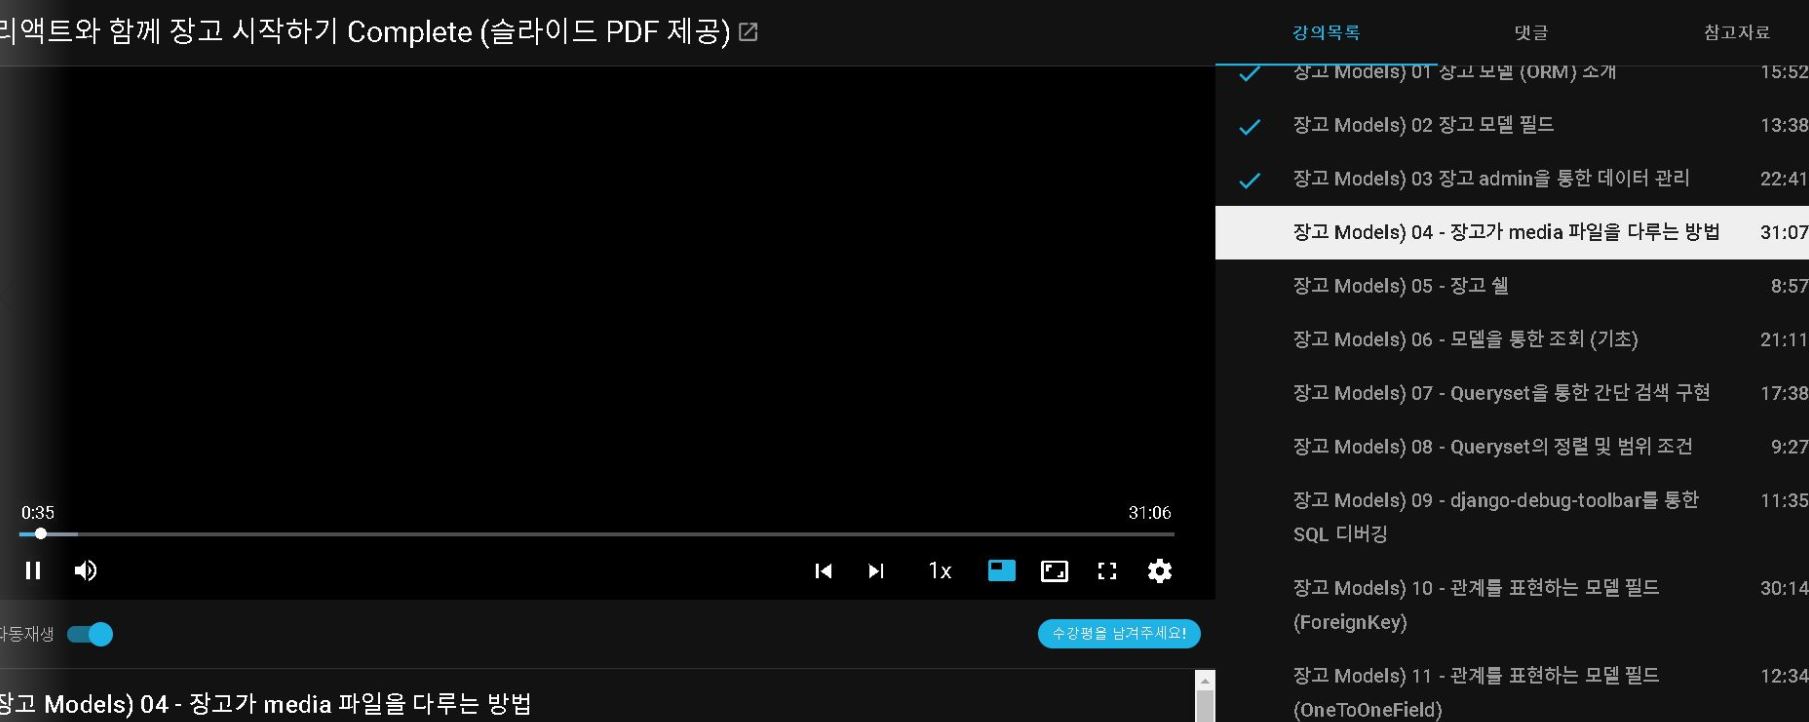 리액트와 함께 장고 시작하기 Complete (슬라이드 PDF 제공)
0:35
31:06
1x
자동재생
수강평을 남겨주세요!
장고 Models) 04 - 장고가 media 파일을 다루는 방법
강의목록 댓글 참고자료
장고 Models) 01 장고 모델 (ORM) 소개 15:52
장고 Models) 02 장고 모델 필드 13:38
장고 Models) 03 장고 admin을 통한 데이터 관리 22:41
장고 Models) 04 - 장고가 media 파일을 다루는 방법 31:07
장고 Models) 05 - 장고 쉘 8:57
장고 Models) 06 - 모델을 통한 조회 (기초) 21:11
장고 Models) 07 - Queryset을 통한 간단 검색 구현 17:38
장고 Models) 08 - Queryset의 정렬 및 범위 조건 9:27
장고 Models) 09 - django-debug-toolbar를 통한 11:35
SQL 디버깅
장고 Models) 10 - 관계를 표현하는 모델 필드 30:14
(ForeignKey)
장고 Models) 11 - 관계를 표현하는 모델 필드 12:34
(OneToOneField)